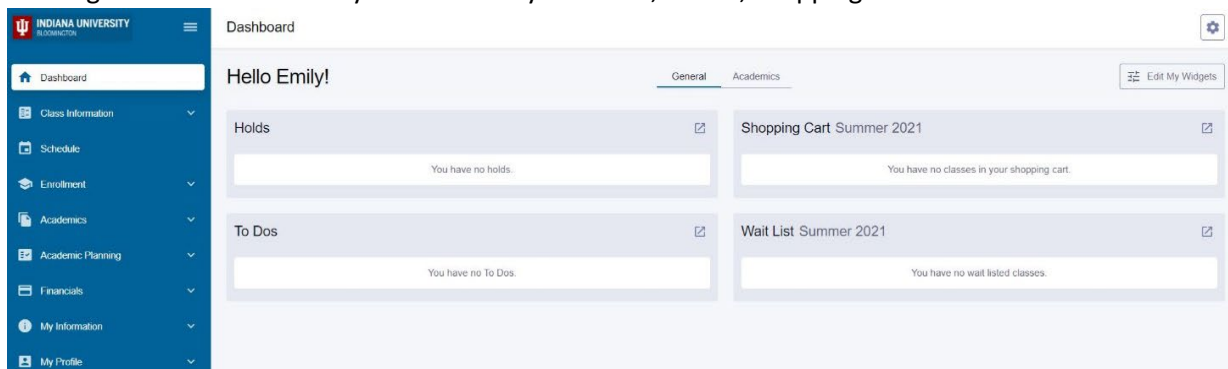 INDIANA UNIVERSITY
BLOOMINGTON
Dashboard
Dashboard
Class Information
Schedule
Enrollment
Academics
Academic Planning
Financials
My Information
My Profile
Hello Emily!
General Academics
Edit My Widgets
Holds
You have no holds.
Shopping Cart Summer 2021
You have no classes in your shopping cart.
To Dos
You have no To Dos.
Wait List Summer 2021
You have no wait listed classes.